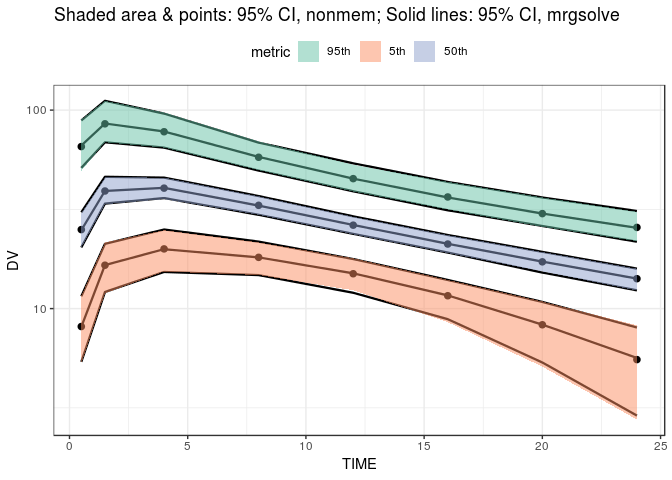 Shaded area & points: 95% CI, nonmem; Solid lines: 95% CI, mrgsolve
metric 95th 5th 50th
100
10
DV
0 5 10 15 20 25
TIME